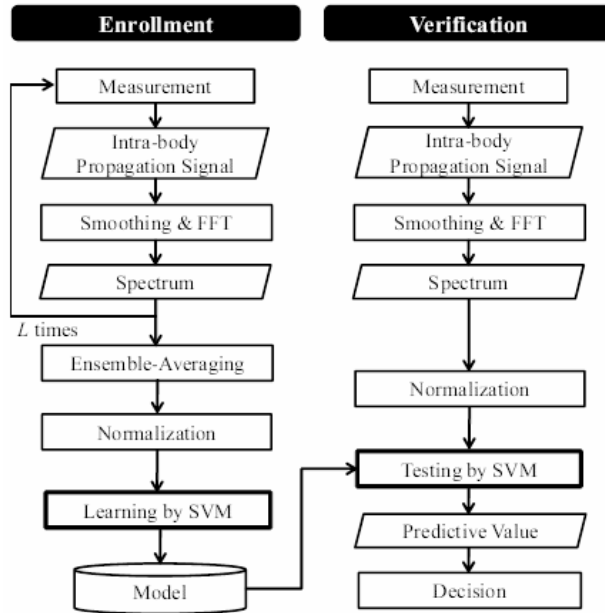 Enrollment
Measurement
Intra-body
Propagation Signal
Smoothing & FFT
Spectrum
L times
Ensemble-Averaging
Normalization
Learning by SVM
Model
Verification
Measurement
Intra-body
Propagation Signal
Smoothing & FFT
Spectrum
Normalization
Testing by SVM
Predictive Value
Decision